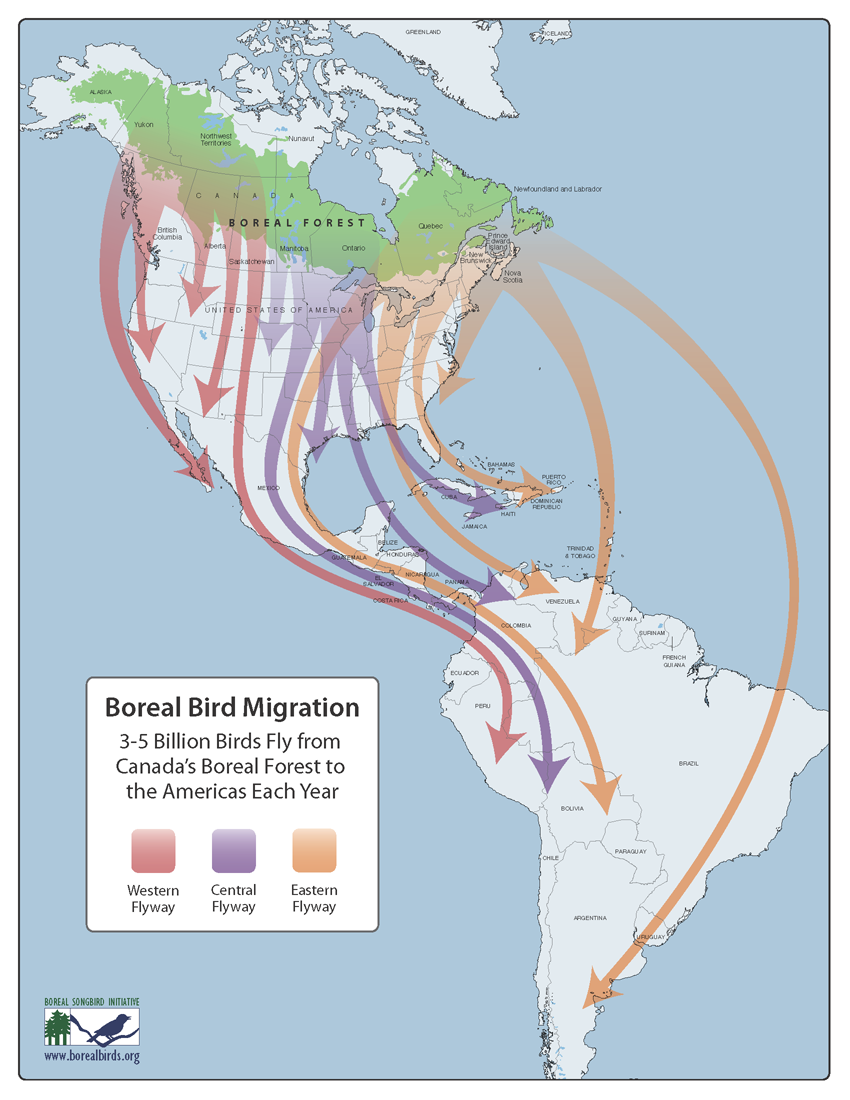 GREENLAND
ICELAND
ALASKA
Yukon
Northwest
Territories
Nunavut
Newfoundland and Labrador
C A N A D A
BOREAL FOREST
British
Columbia
Alberta
Saskatchewan
Manitoba
Ontario
Quebec
Prince
Edward
Island
New
Brunswick
Nova
Scotia
UNITED STATES OF AMERICA
MEXICO
BAHAMAS
CUBA
PUERTO
RICO
DOMINICAN
REPUBLIC
HAITI
JAMAICA
BELIZE
HONDURAS
GUATEMALA
EL
SALVADOR
NICARAGUA
COSTA RICA
PANAMA
TRINIDAD
& TOBAGO
VENEZUELA
COLOMBIA
GUYANA
SURINAM
FRENCH
GUIANA
ECUADOR
PERU
BRAZIL
BOLIVIA
PARAGUAY
CHILE
ARGENTINA
URUGUAY
Boreal Bird Migration
3-5 Billion Birds Fly from
Canada's Boreal Forest to
the Americas Each Year
Western
Flyway
Central
Flyway
Eastern
Flyway
BOREAL SONGBIRD INITIATIVE
www.borealbirds.org